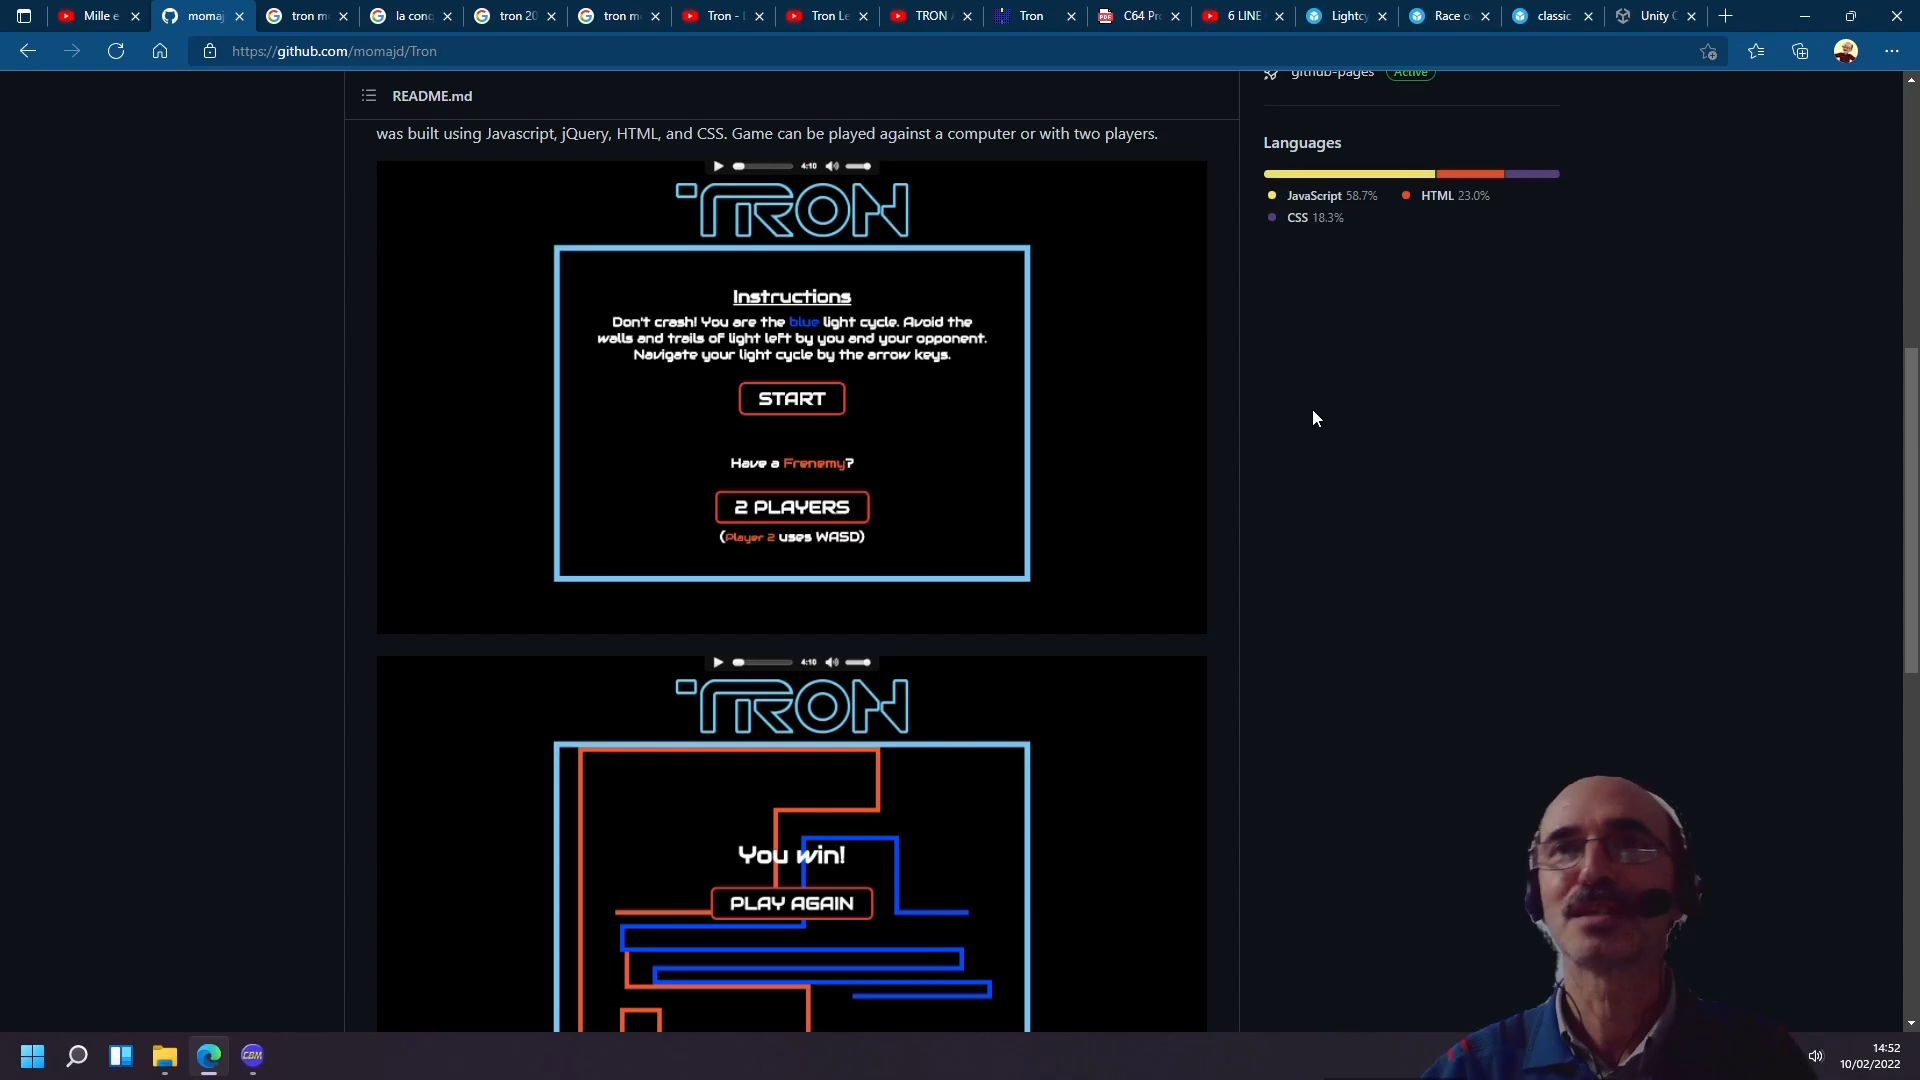 Mille e
momaj
tron m
la conq
tron 20
tron m
Tron - L
Tron Le
TRON
Tron
C64 Pr
6 LINE
Lightcy
Race o
classic
Unity C
https://github.com/momajd/Tron
github-pages Active
README.md
was built using Javascript, jQuery, HTML, and CSS. Game can be played against a computer or with two players.
Languages
JavaScript 58.7% HTML 23.0%
CSS 18.3%
4:10
TRON
Instructions
Don't crash! You are the blue light cycle. Avoid the
walls and trails of light left by you and your opponent.
Navigate your light cycle by the arrow keys.
START
Have a Frenemy?
2 PLAYERS
(Player 2 uses WASD)
4:10
TRON
You win!
PLAY AGAIN
CBM
14:52
10/02/2022